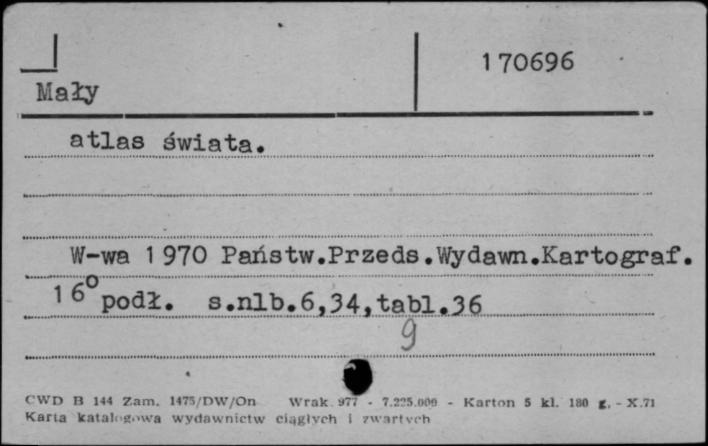 170696
Mały
atlas świata.
W-wa 1970 Państw.Przeds.Wydawn.Kartograf.
16° podł. s.nlb.6,34,tabl.36
9
CWD B 144 Zam. 1475/DW/On Wrak. 977 - 7.225.000 - Karton 5 kl. 180 g. - X.71
Karta katalogowa wydawnictw ciągłych i zwartych